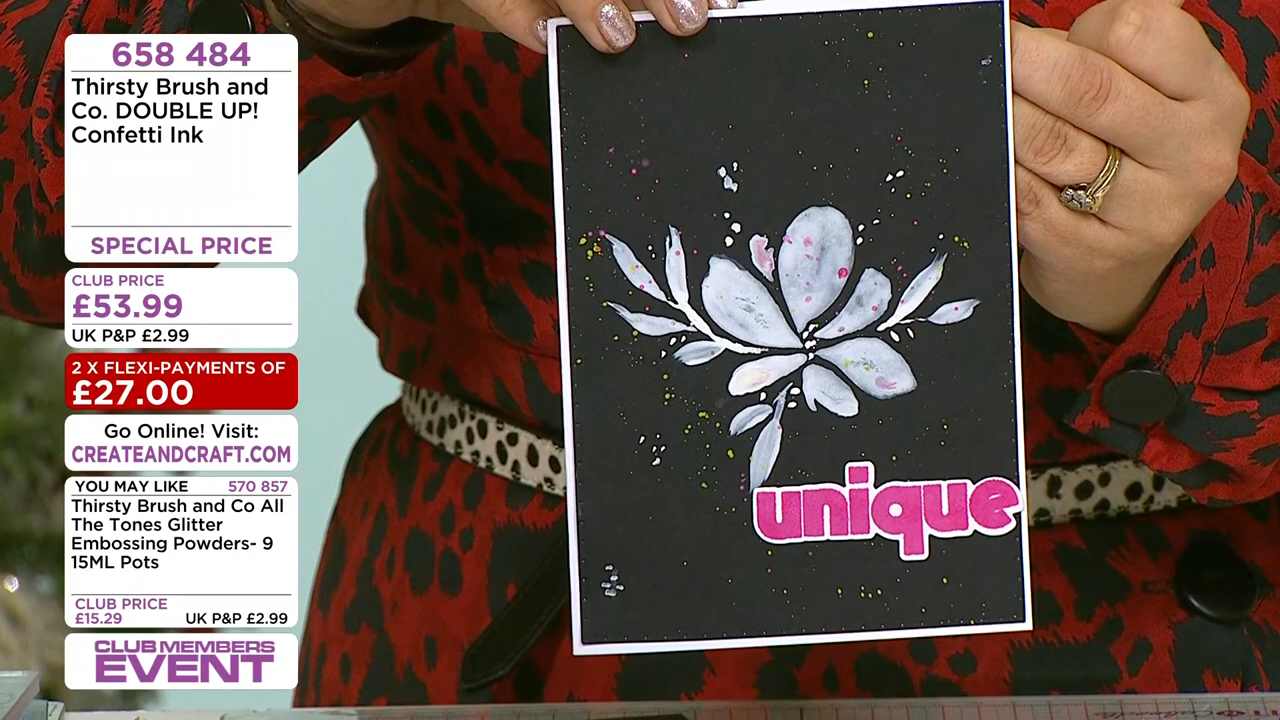 658 484
Thirsty Brush and
Co. DOUBLE UP!
Confetti Ink
SPECIAL PRICE
CLUB PRICE
£53.99
UK P&P £2.99
2 X FLEXI-PAYMENTS OF
£27.00
Go Online! Visit:
CREATEANDCRAFT.COM
YOU MAY LIKE 570 857
Thirsty Brush and Co All
The Tones Glitter
Embossing Powders- 9
15ML Pots
CLUB PRICE
£15.29 UK P&P £2.99
CLUB MEMBERS
EVENT
unique